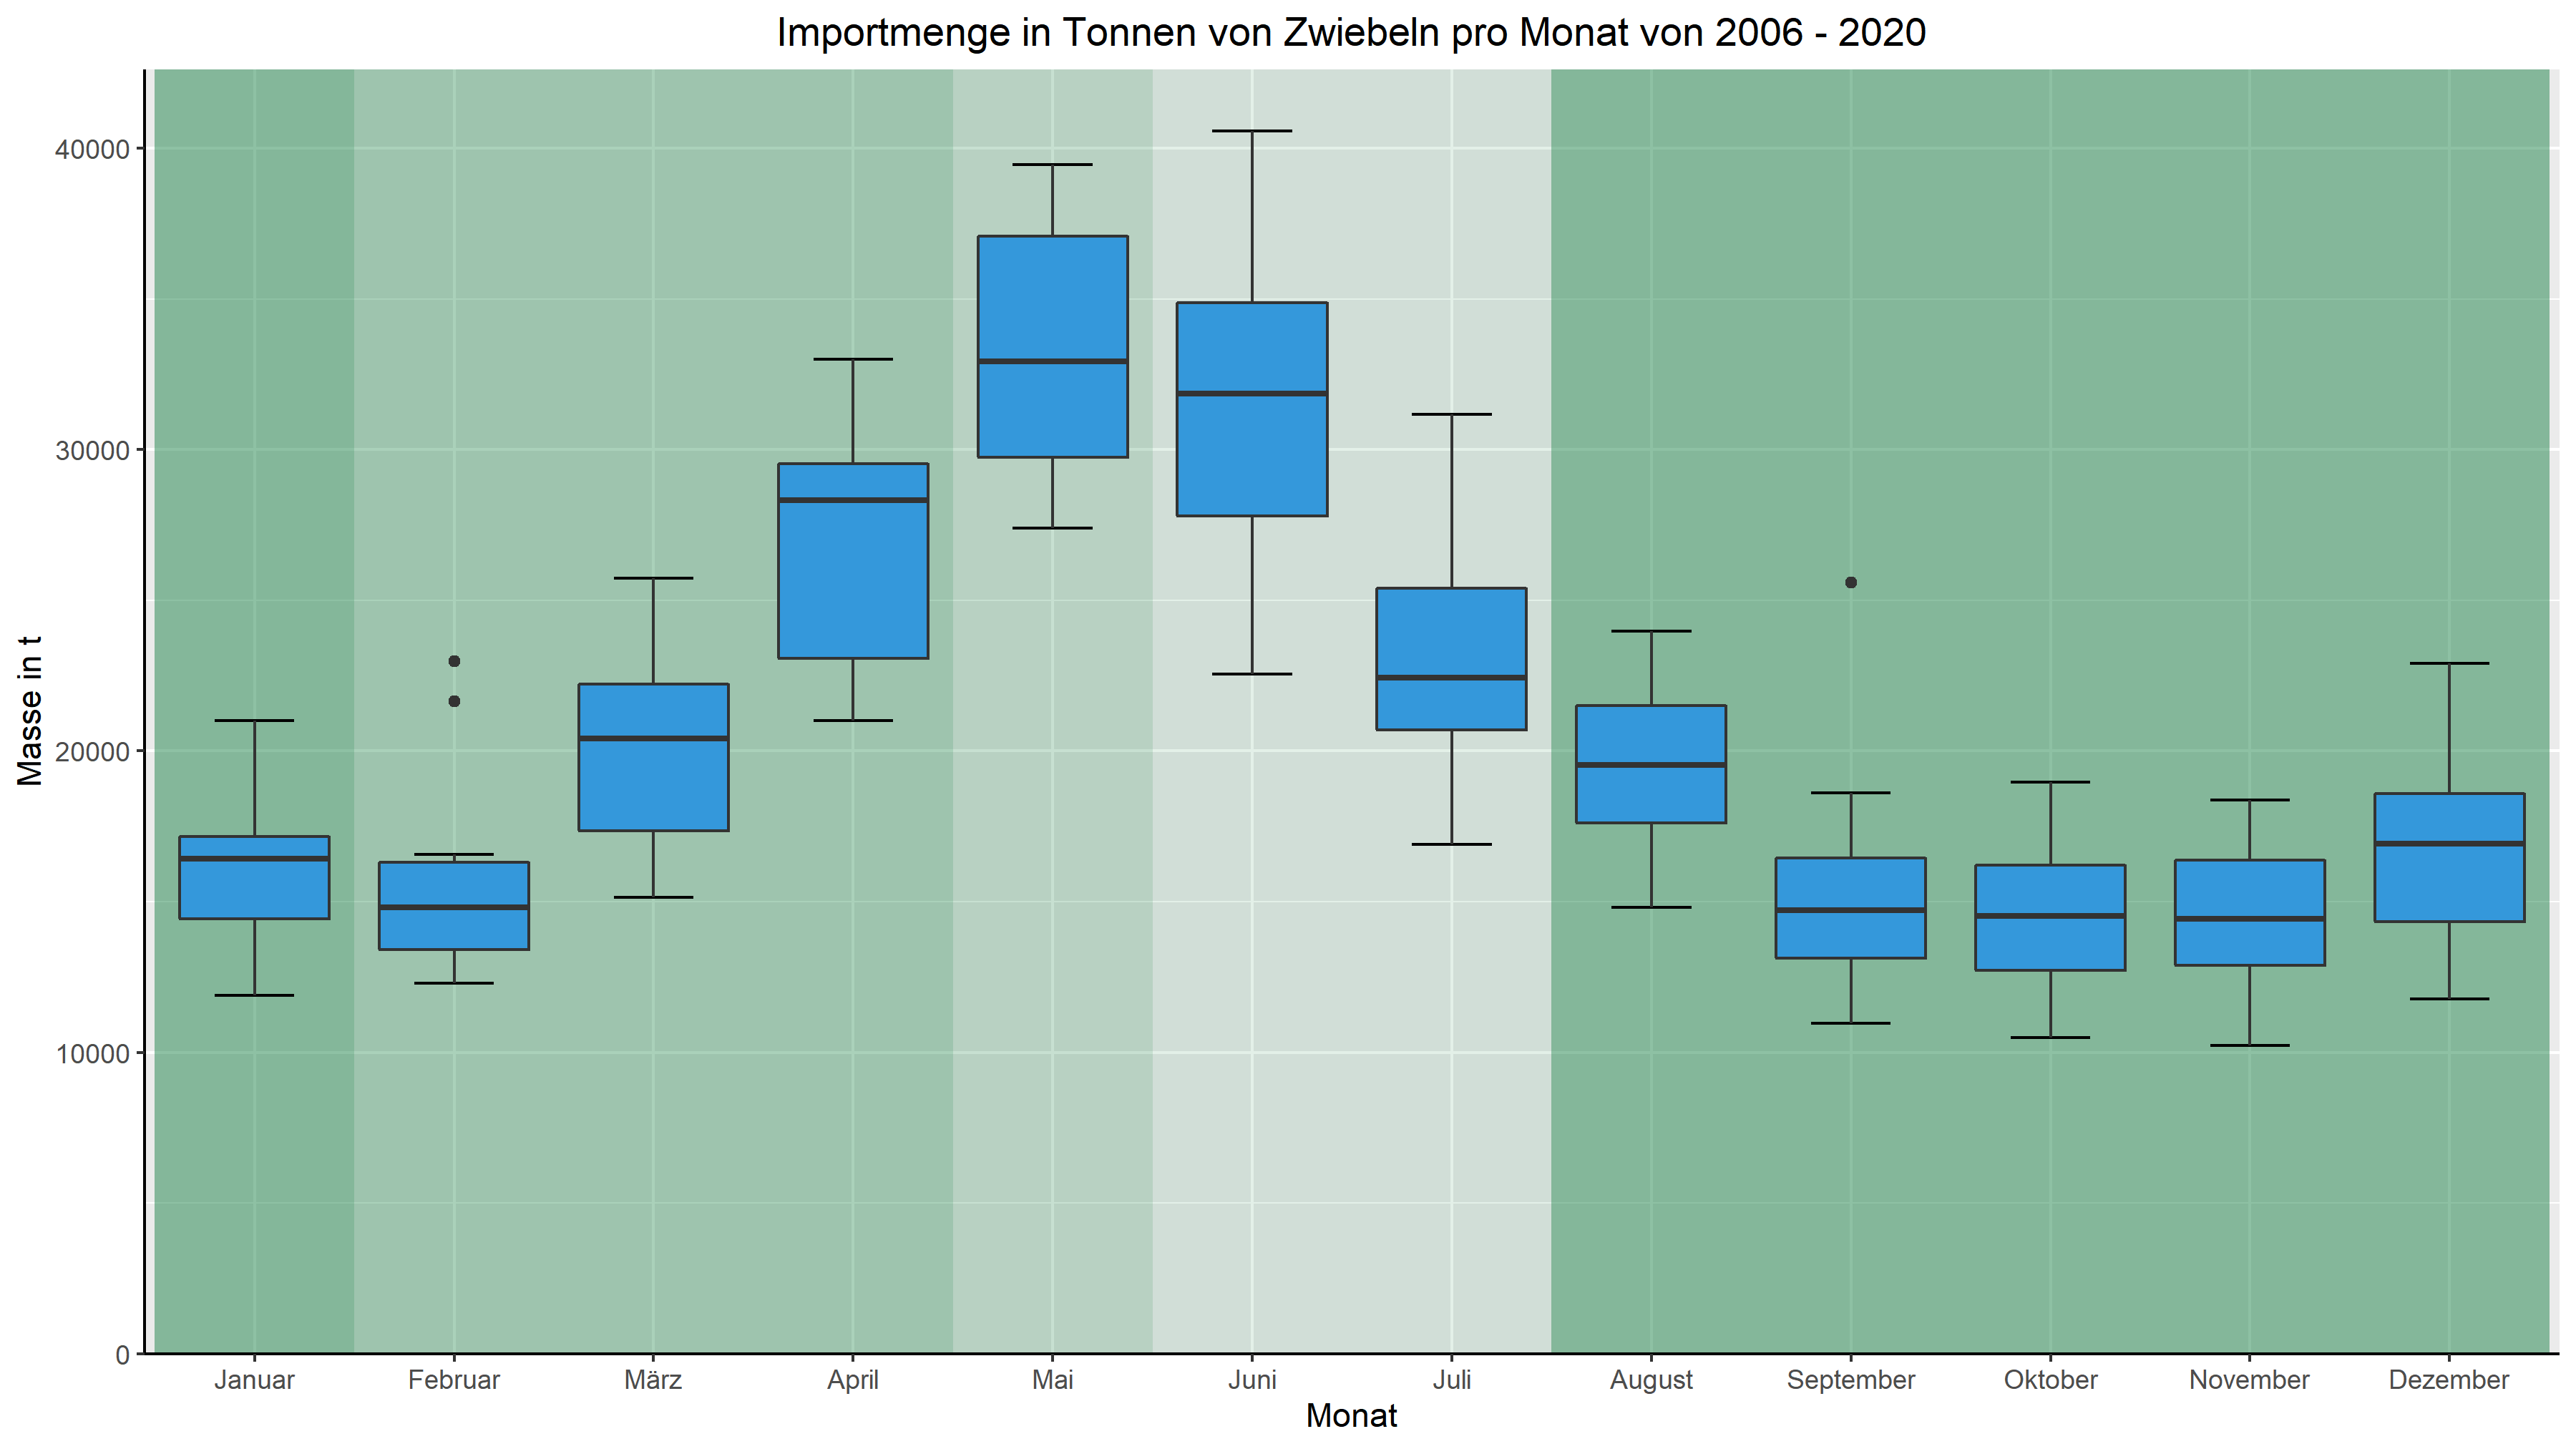 Importmenge in Tonnen von Zwiebeln pro Monat von 2006 - 2020
Masse in t
40000
30000
20000
10000
0
Januar Februar März April Mai Juni Juli August September Oktober November Dezember
Monat